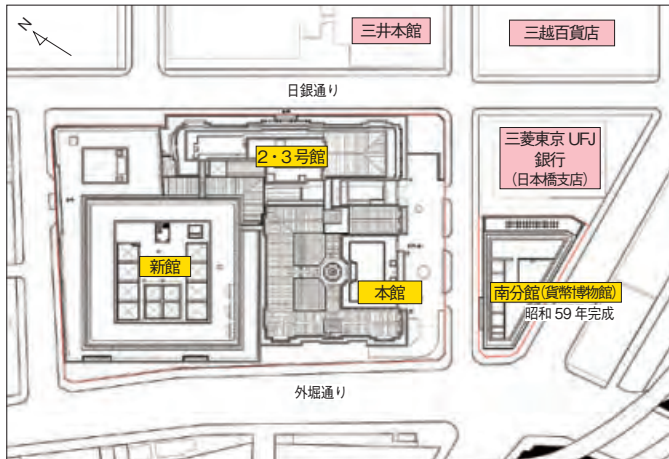 N
三井本館
三越百貨店
日銀通り
2・3号館
三菱東京 UFJ
銀行
(日本橋支店)
新館
本館
南分館(貨幣博物館)
昭和 59 年完成
外堀通り